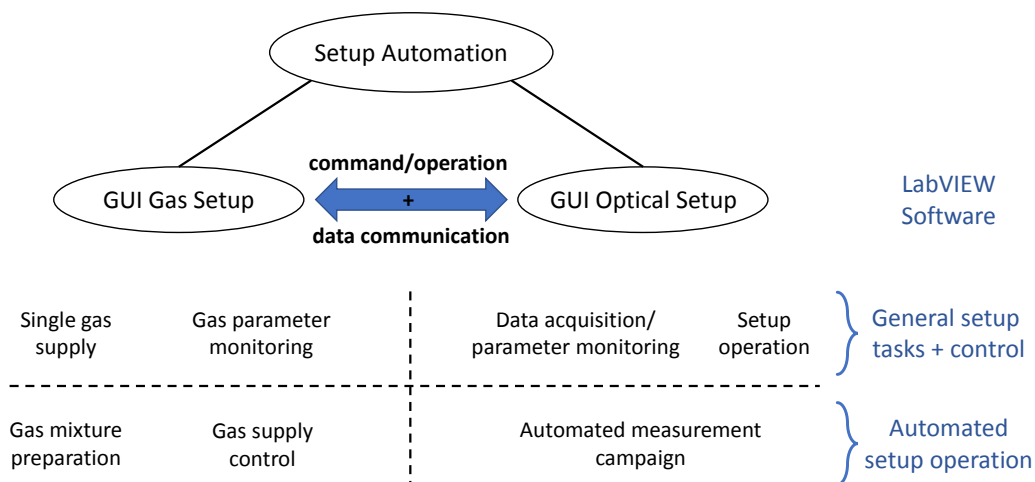 Setup Automation
command/operation
GUI Gas Setup
+
GUI Optical Setup
data communication
LabVIEW
Software
Single gas
supply
Gas parameter
monitoring
Data acquisition/
parameter monitoring
Setup
operation
General setup
tasks + control
Gas mixture
preparation
Gas supply
control
Automated measurement
campaign
Automated
setup operation